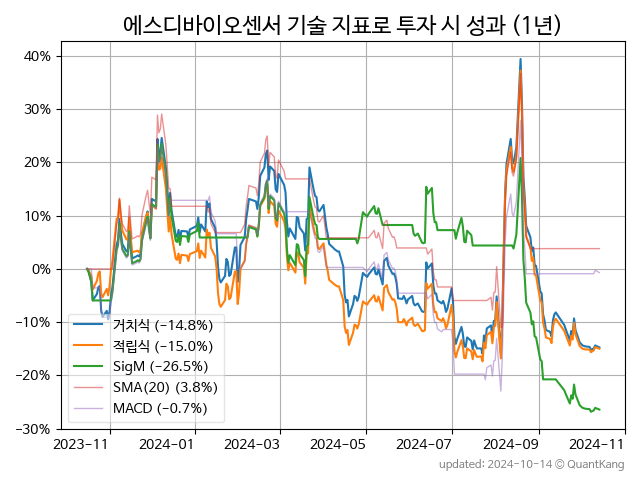 에스디바이오센서 기술 지표로 투자 시 성과 (1년)
40%
30%
20%
10%
0%
−10%
−20%
−30%
거치식 (−14.8%)
적립식 (−15.0%)
SigM (−26.5%)
SMA(20) (3.8%)
MACD (−0.7%)
2023−11 2024−01 2024−03 2024−05 2024−07 2024−09 2024−11
updated: 2024−10−14 © QuantKang